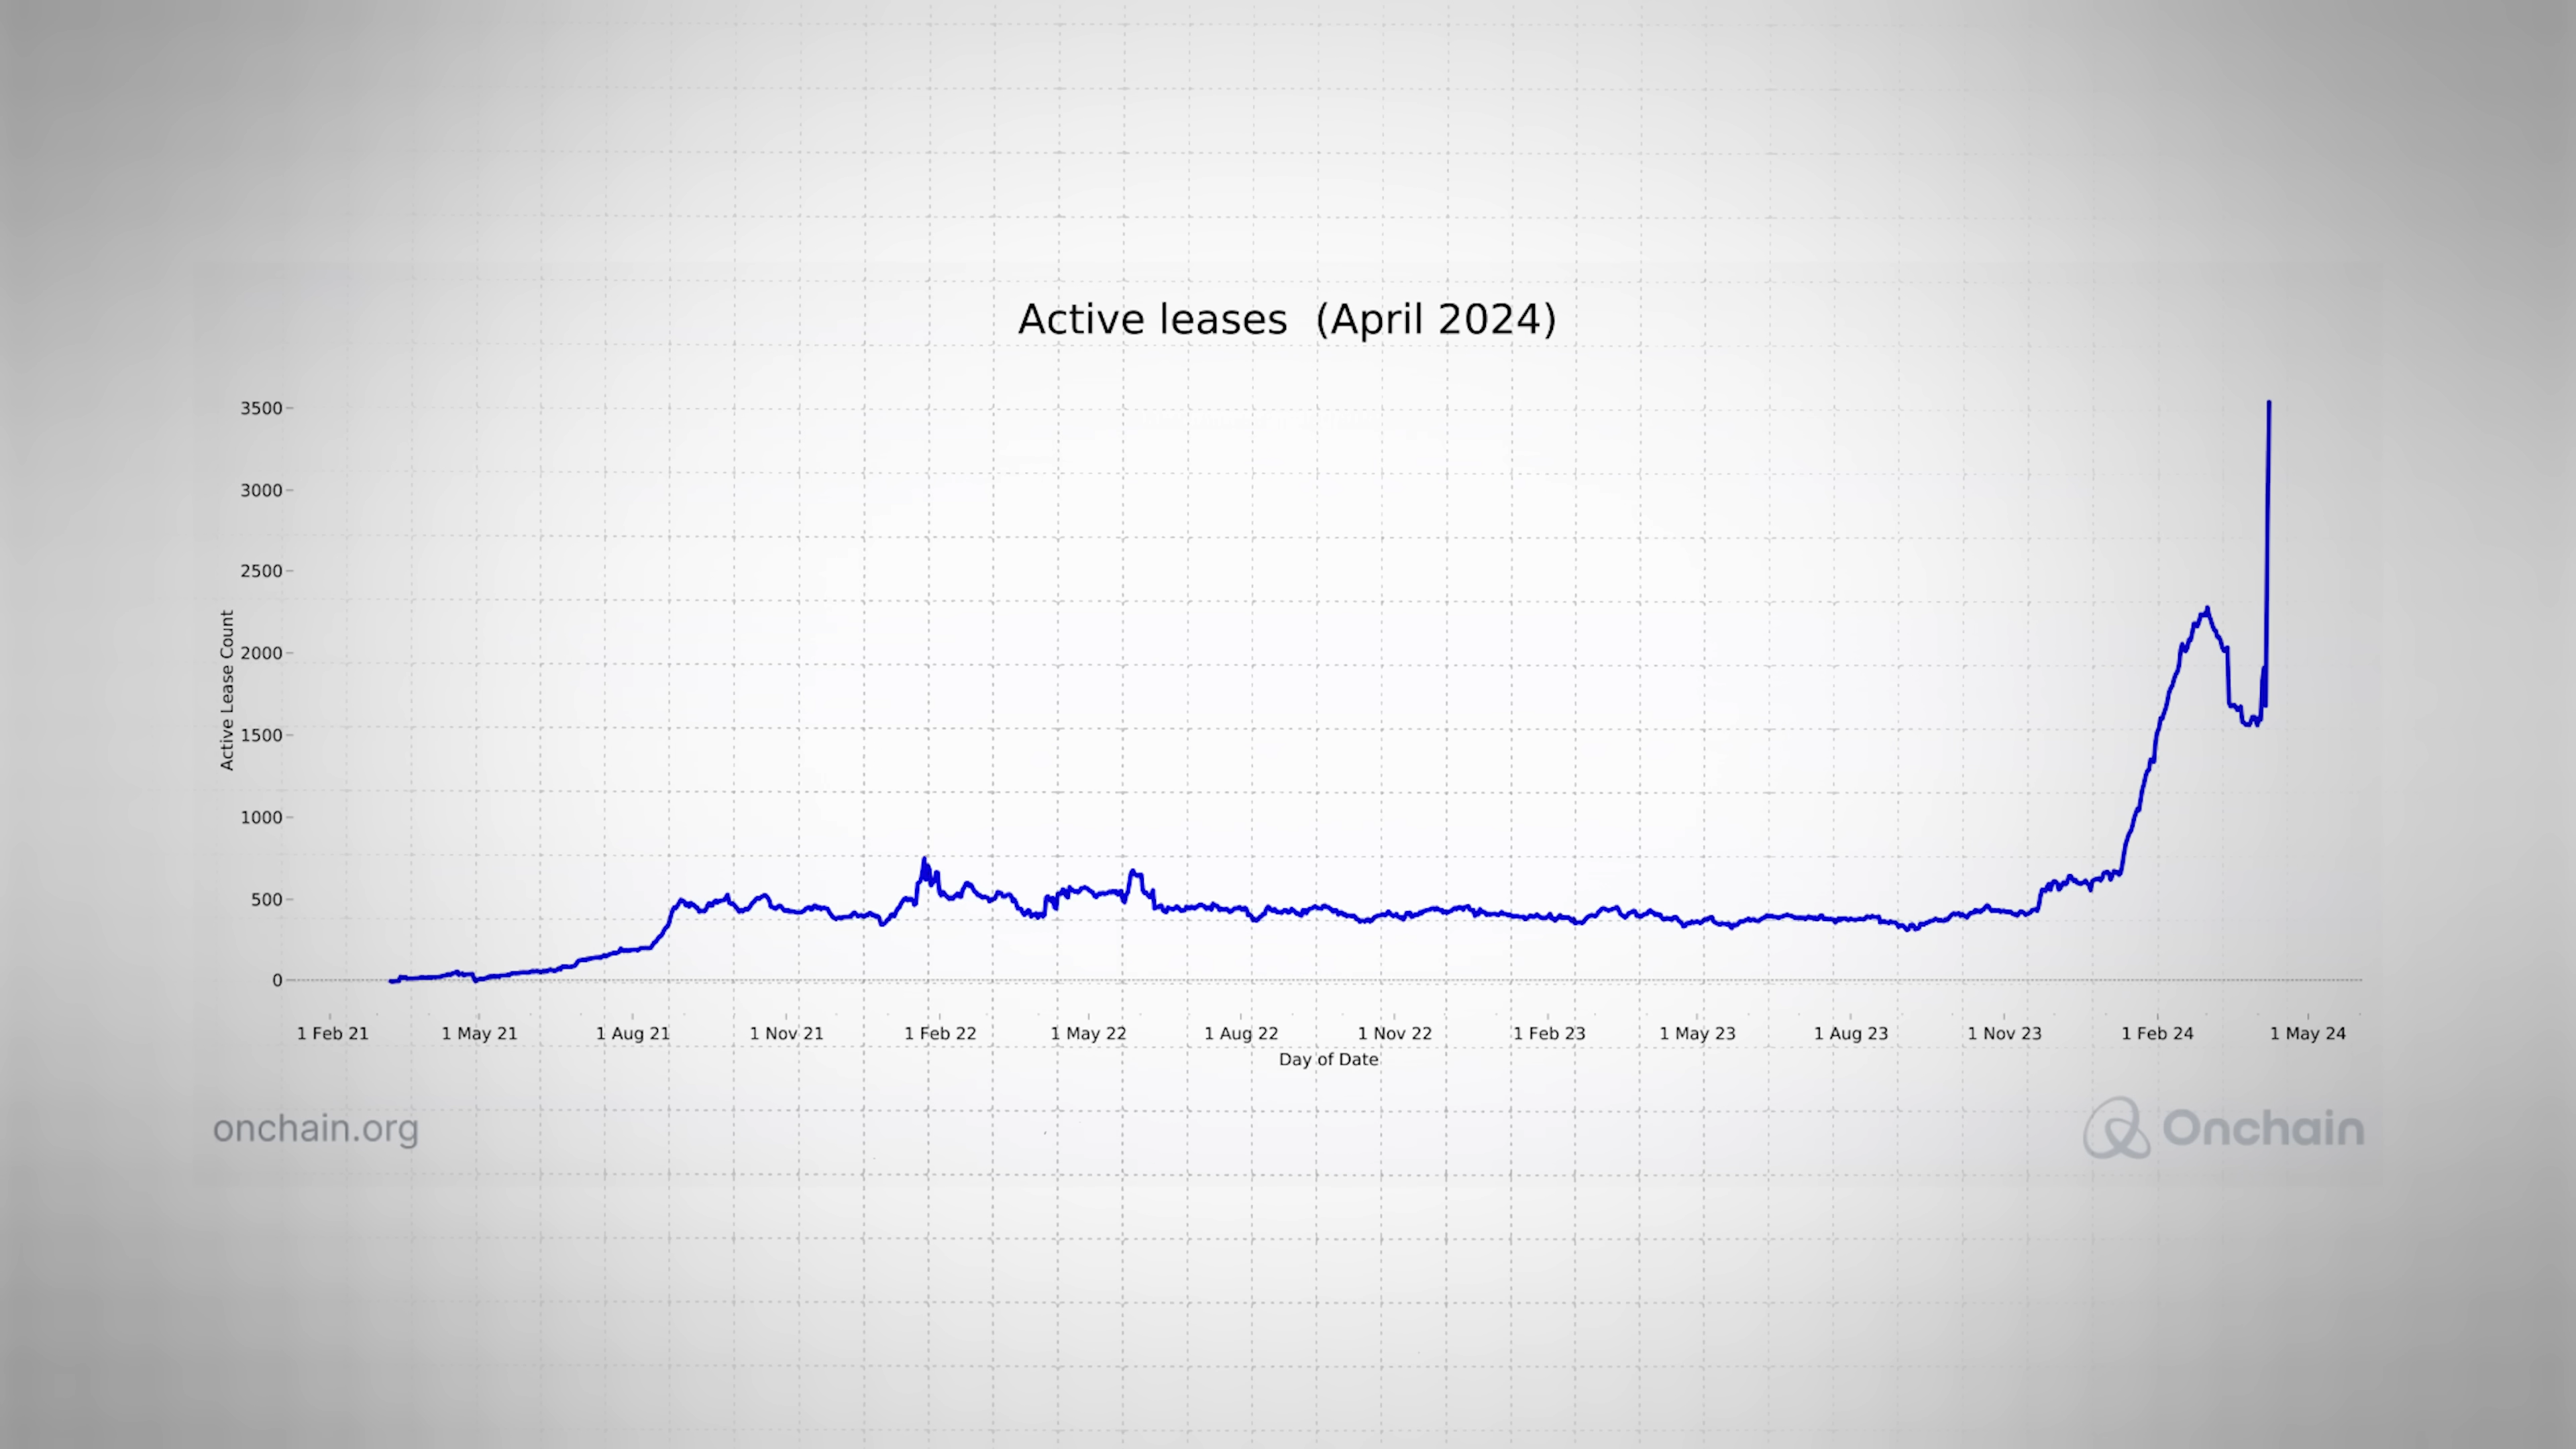 Active leases (April 2024)
3500
3000
2500
2000
1500
1000
500
0
Active Lease Count
1 Feb 21 1 May 21 1 Aug 21 1 Nov 21 1 Feb 22 1 May 22 1 Aug 22 1 Nov 22 1 Feb 23 1 May 23 1 Aug 23 1 Nov 23 1 Feb 24 1 May 24
Day of Date
onchain.org
Onchain